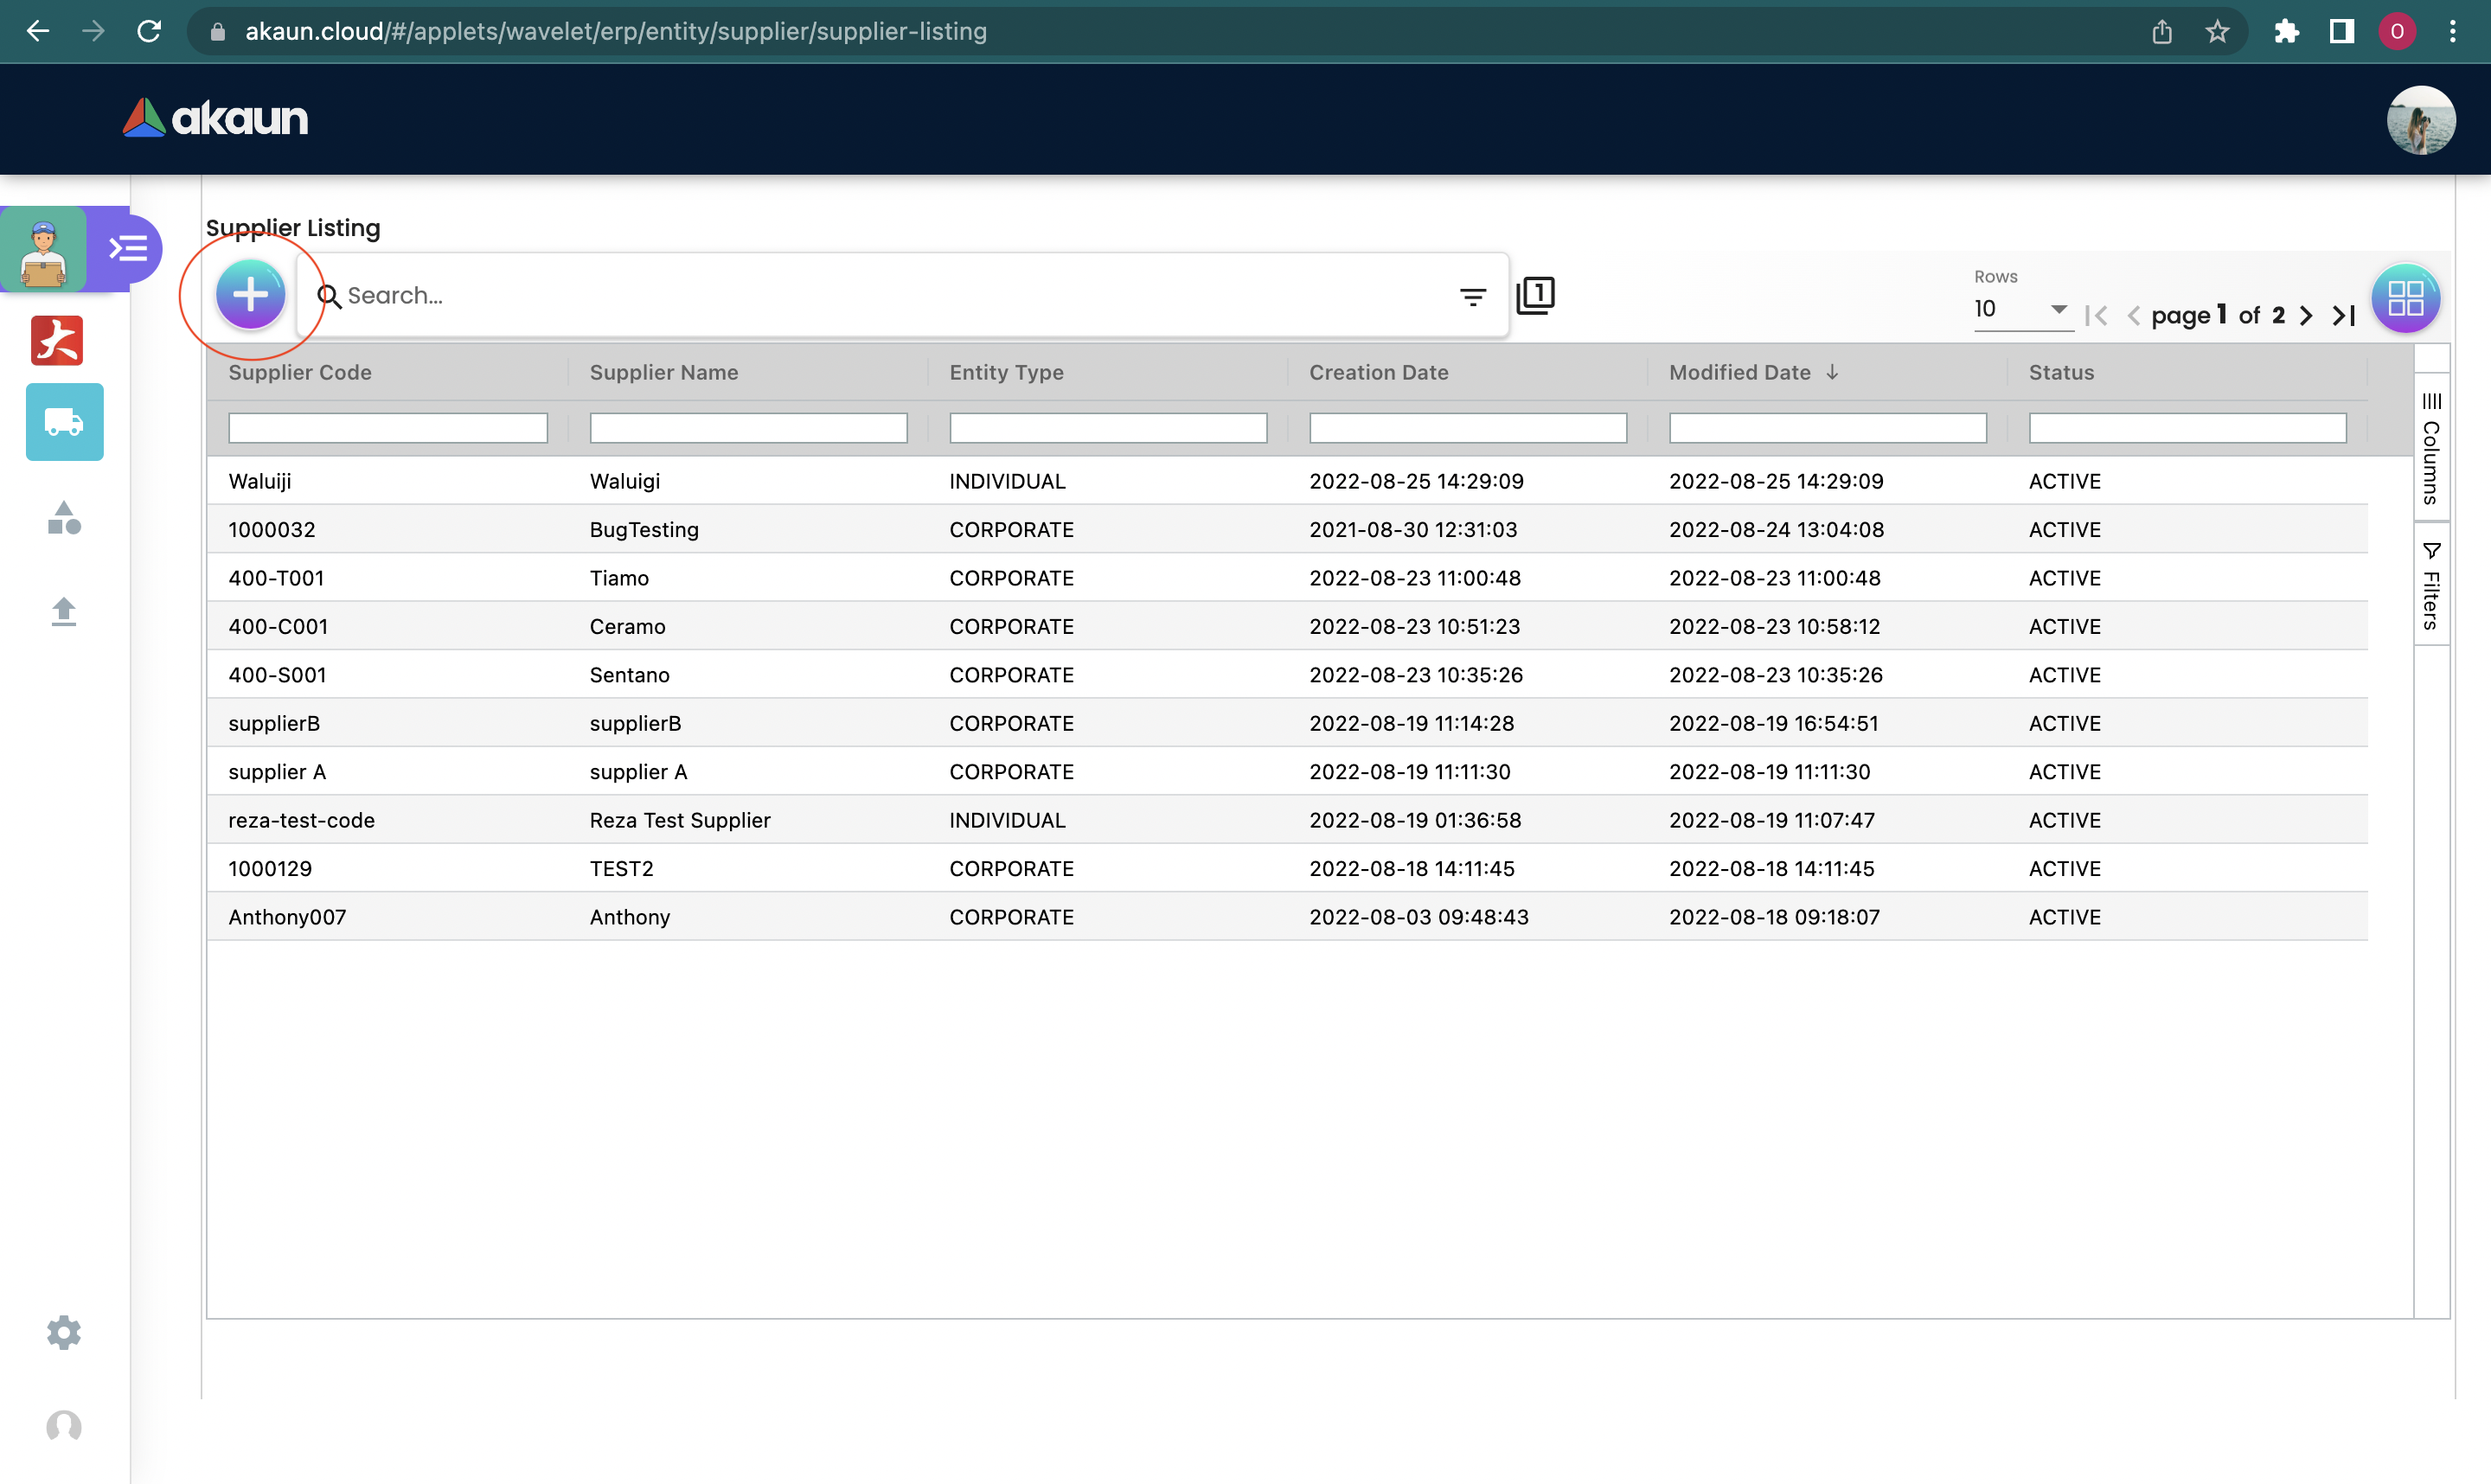 akaun.cloud/#/applets/wavelet/erp/entity/supplier/supplier-listing
O
akaun
Supplier Listing
Search...
1
Rows
10
page 1 of 2
Supplier Code Supplier Name Entity Type Creation Date Modified Date Status
Waluiji Waluigi INDIVIDUAL 2022-08-25 14:29:09 2022-08-25 14:29:09 ACTIVE
1000032 BugTesting CORPORATE 2021-08-30 12:31:03 2022-08-24 13:04:08 ACTIVE
400-T001 Tiamo CORPORATE 2022-08-23 11:00:48 2022-08-23 11:00:48 ACTIVE
400-C001 Ceramo CORPORATE 2022-08-23 10:51:23 2022-08-23 10:58:12 ACTIVE
400-S001 Sentano CORPORATE 2022-08-23 10:35:26 2022-08-23 10:35:26 ACTIVE
supplierB supplierB CORPORATE 2022-08-19 11:14:28 2022-08-19 16:54:51 ACTIVE
supplier A supplier A CORPORATE 2022-08-19 11:11:30 2022-08-19 11:11:30 ACTIVE
reza-test-code Reza Test Supplier INDIVIDUAL 2022-08-19 01:36:58 2022-08-19 11:07:47 ACTIVE
1000129 TEST2 CORPORATE 2022-08-18 14:11:45 2022-08-18 14:11:45 ACTIVE
Anthony007 Anthony CORPORATE 2022-08-03 09:48:43 2022-08-18 09:18:07 ACTIVE
Columns
Filters